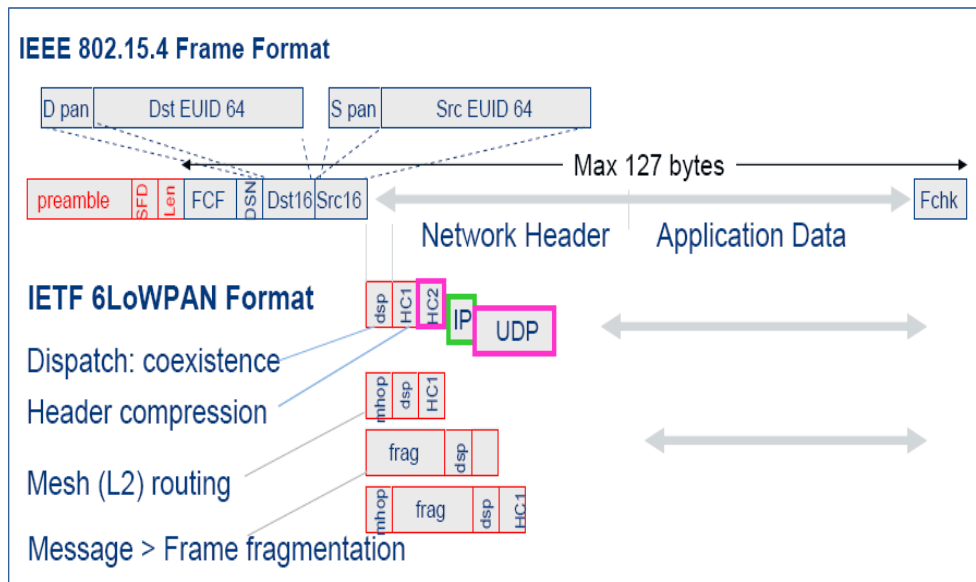 IEEE 802.15.4 Frame Format
D pan Dst EUID 64 S pan Src EUID 64
Max 127 bytes
preamble SFD Len FCF DSN Dst16 Src16 Fchk
Network Header Application Data
IETF 6LoWPAN Format
dsp HC1 HC2 IP UDP
Dispatch: coexistence
Header compression
mhop dsp HC1
Mesh (L2) routing
frag dsp
mhop frag dsp HC1
Message > Frame fragmentation